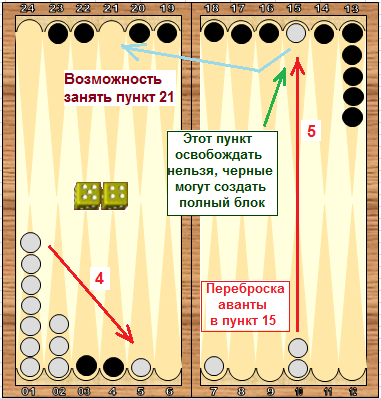 24 23 22 21 20 19 18 17 16 15 14 13
Возможность
занять пункт 21
Этот пункт
освобождать
нельзя, черные
могут создать
полный блок
5
4
Переброска
аванты
в пункт 15
01 02 03 04 5 6 7 8 9 10 11 12